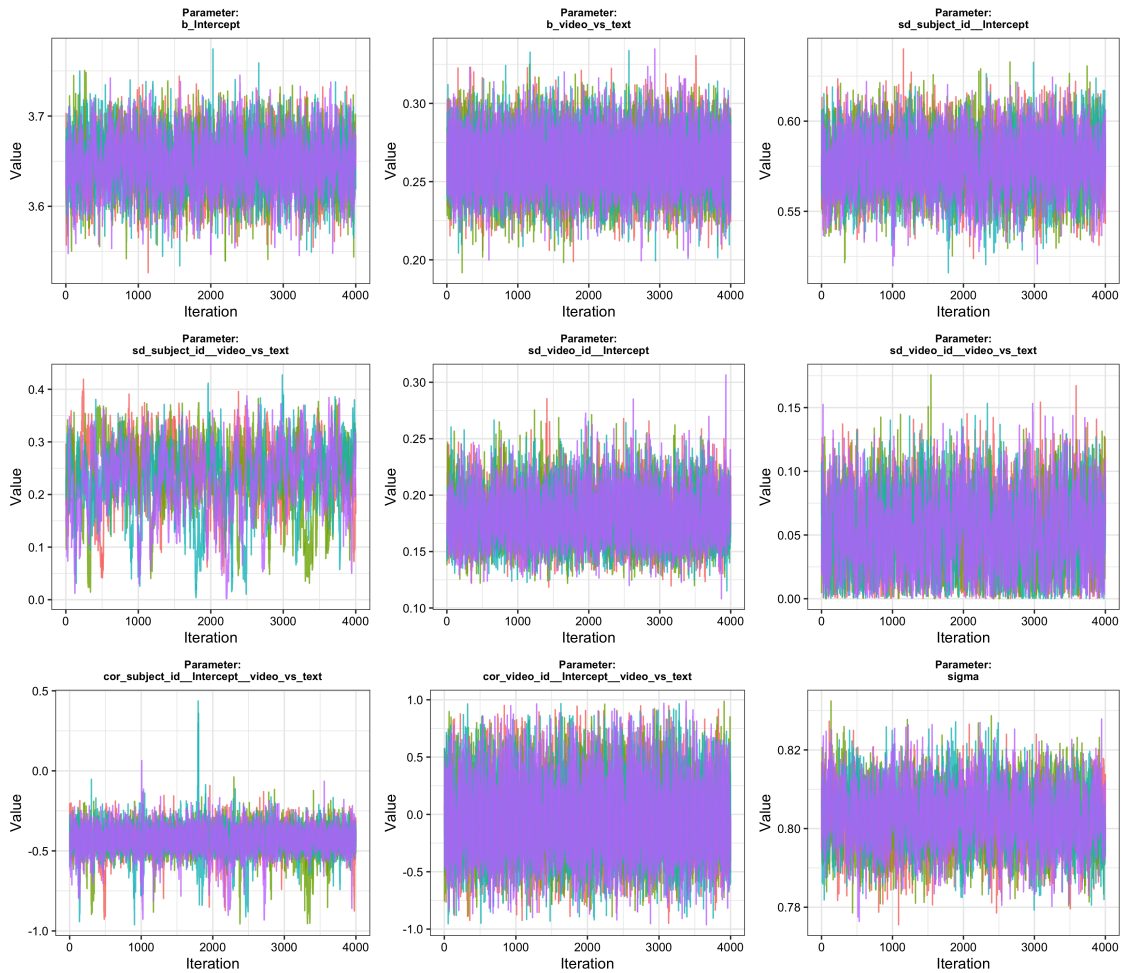 Parameter:
b_Intercept
Value
3.7
3.6
0 1000 2000 3000 4000
Iteration
Parameter:
b_video_vs_text
Value
0.30
0.25
0.20
0 1000 2000 3000 4000
Iteration
Parameter:
sd_subject_id__Intercept
Value
0.60
0.55
0 1000 2000 3000 4000
Iteration
Parameter:
sd_subject_id__video_vs_text
Value
0.4
0.3
0.2
0.1
0.0
0 1000 2000 3000 4000
Iteration
Parameter:
sd_video_id__Intercept
Value
0.30
0.25
0.20
0.15
0.10
0 1000 2000 3000 4000
Iteration
Parameter:
sd_video_id__video_vs_text
Value
0.15
0.10
0.05
0.00
0 1000 2000 3000 4000
Iteration
Parameter:
cor_subject_id__Intercept__video_vs_text
Value
0.5
0.0
-0.5
-1.0
0 1000 2000 3000 4000
Iteration
Parameter:
cor_video_id__Intercept__video_vs_text
Value
1.0
0.5
0.0
-0.5
-1.0
0 1000 2000 3000 4000
Iteration
Parameter:
sigma
Value
0.82
0.80
0.78
0 1000 2000 3000 4000
Iteration